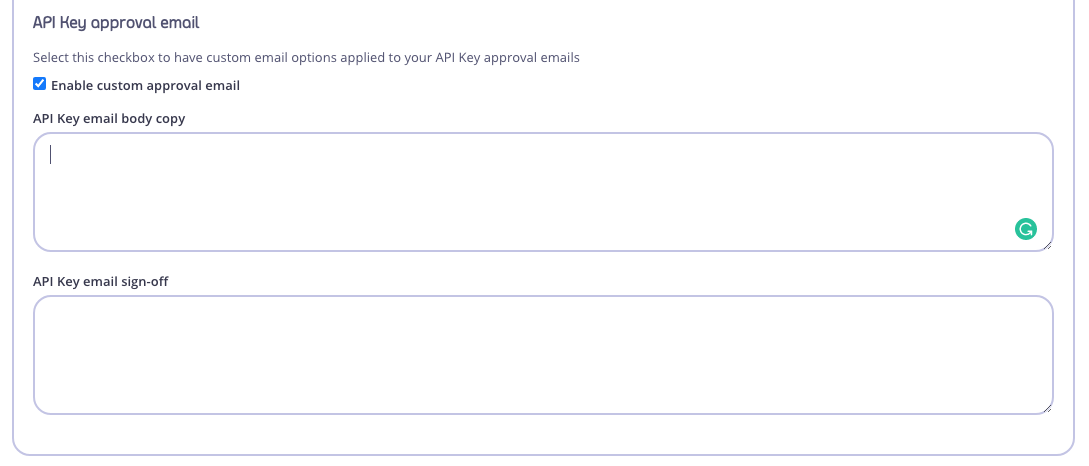 API Key approval email
Select this checkbox to have custom email options applied to your API Key approval emails
Enable custom approval email
API Key email body copy
API Key email sign-off